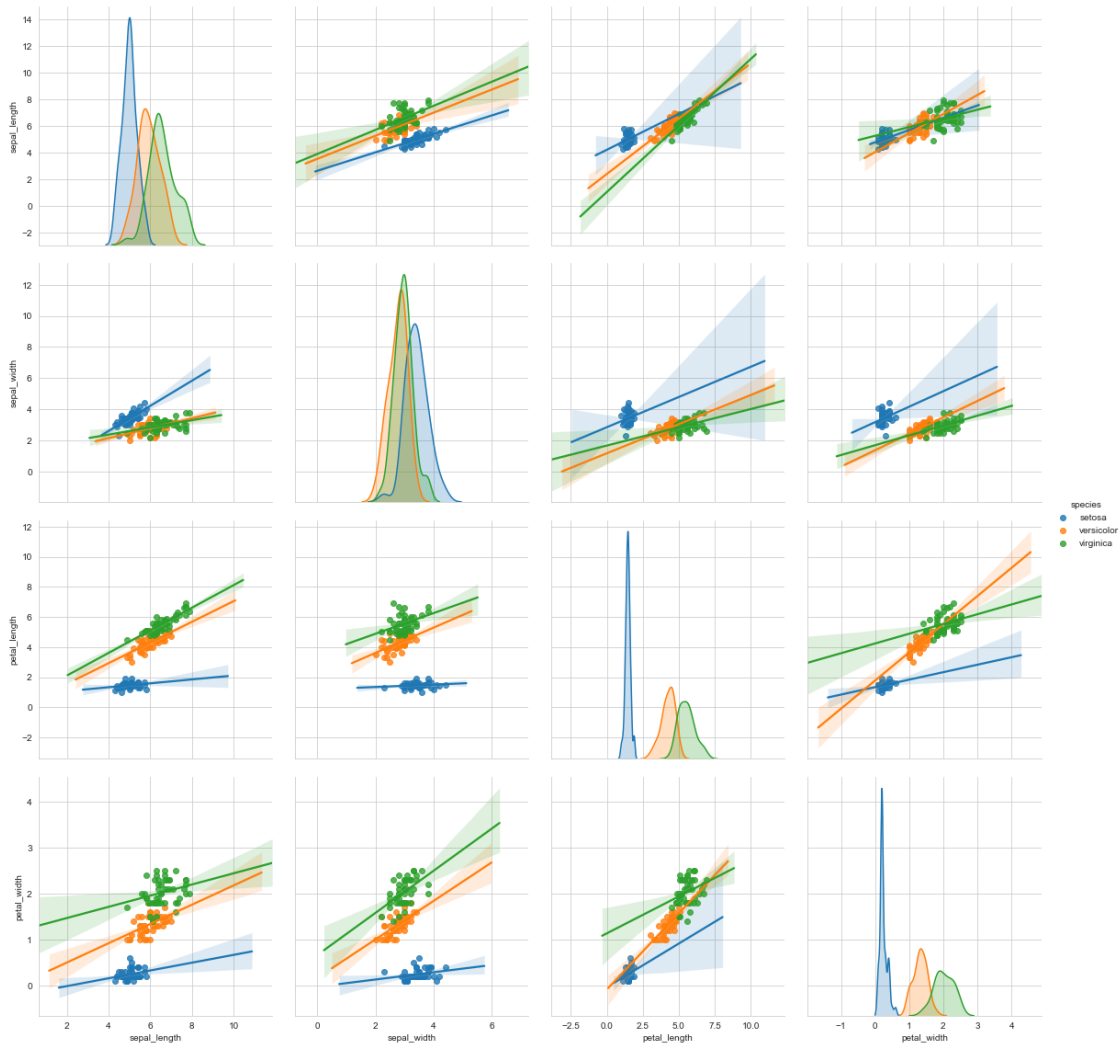 14
12
10
8
6
4
2
0
−2
sepal_length
12
10
8
6
4
2
0
sepal_width
species
setosa
versicolor
virginica
12
10
8
6
4
2
0
−2
petal_length
4
3
2
1
0
petal_width
2 4 6 8 10
0 2 4 6
−2.5 0.0 2.5 5.0 7.5 10.0
−1 0 1 2 3 4
sepal_length sepal_width petal_length petal_width